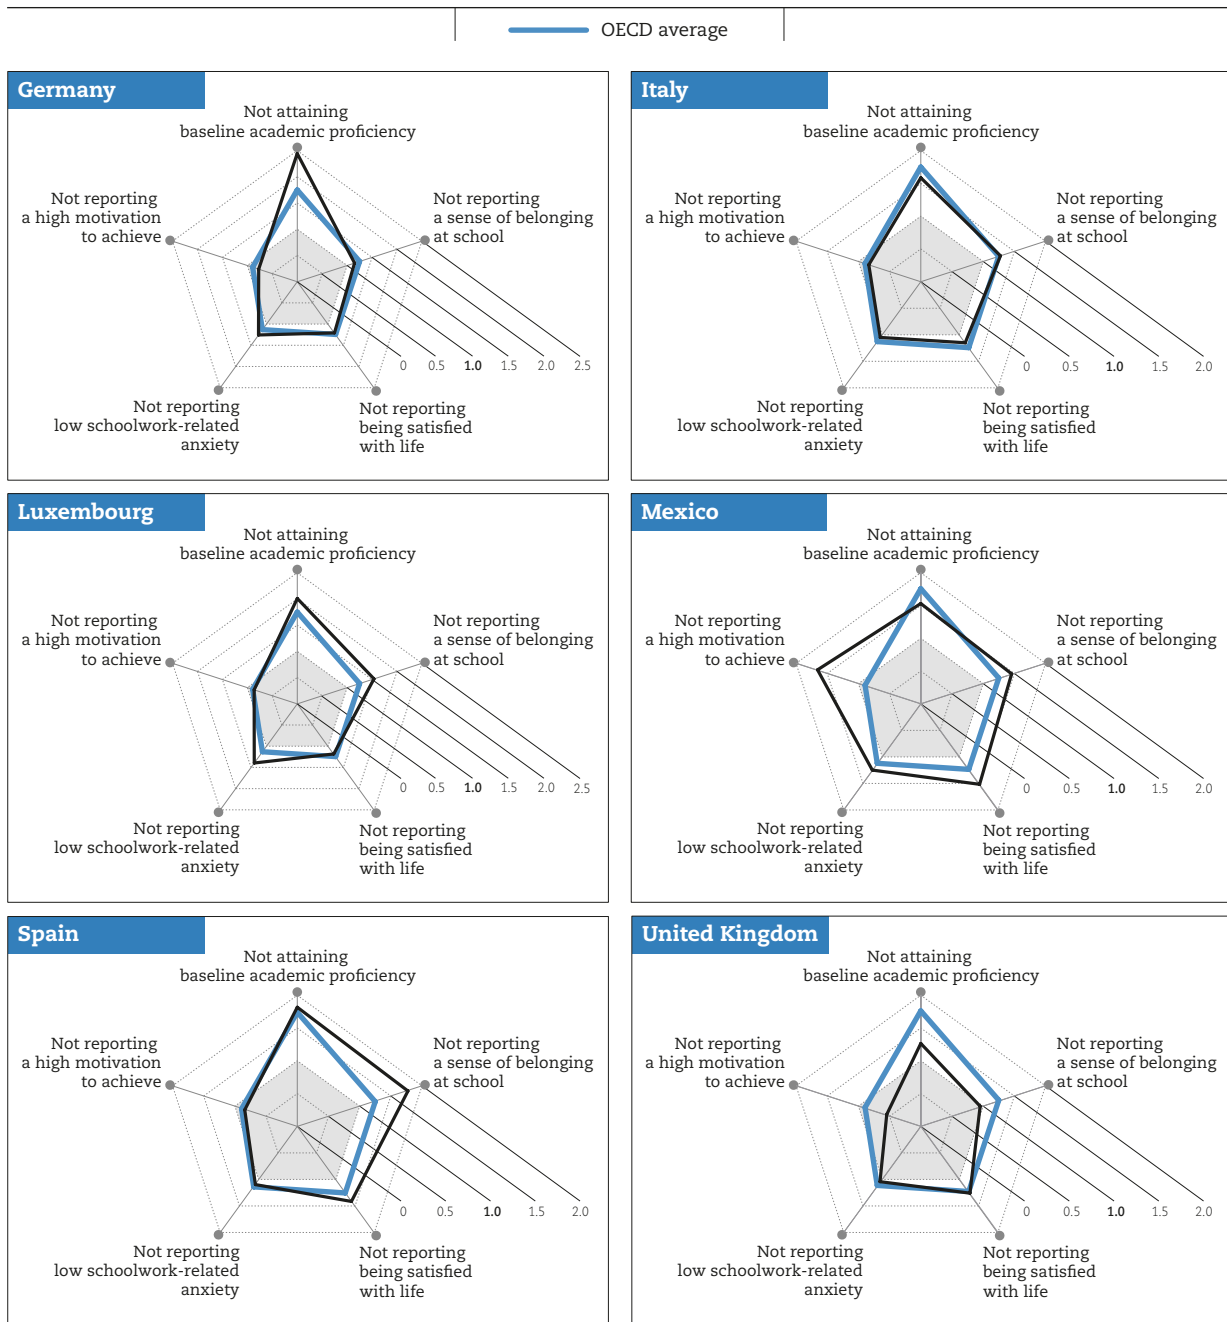 OECD average
Germany
Not attaining
baseline academic proficiency
Not reporting
a high motivation
to achieve
Not reporting
a sense of belonging
at school
0 0.5 1.0 1.5 2.0 2.5
Not reporting
low schoolwork-related
anxiety
Not reporting
being satisfied
with life
Italy
Not attaining
baseline academic proficiency
Not reporting
a high motivation
to achieve
Not reporting
a sense of belonging
at school
0 0.5 1.0 1.5 2.0
Not reporting
low schoolwork-related
anxiety
Not reporting
being satisfied
with life
Luxembourg
Not attaining
baseline academic proficiency
Not reporting
a high motivation
to achieve
Not reporting
a sense of belonging
at school
0 0.5 1.0 1.5 2.0 2.5
Not reporting
low schoolwork-related
anxiety
Not reporting
being satisfied
with life
Mexico
Not attaining
baseline academic proficiency
Not reporting
a high motivation
to achieve
Not reporting
a sense of belonging
at school
0 0.5 1.0 1.5 2.0
Not reporting
low schoolwork-related
anxiety
Not reporting
being satisfied
with life
Spain
Not attaining
baseline academic proficiency
Not reporting
a high motivation
to achieve
Not reporting
a sense of belonging
at school
0 0.5 1.0 1.5 2.0
Not reporting
low schoolwork-related
anxiety
Not reporting
being satisfied
with life
United Kingdom
Not attaining
baseline academic proficiency
Not reporting
a high motivation
to achieve
Not reporting
a sense of belonging
at school
0 0.5 1.0 1.5 2.0
Not reporting
low schoolwork-related
anxiety
Not reporting
being satisfied
with life